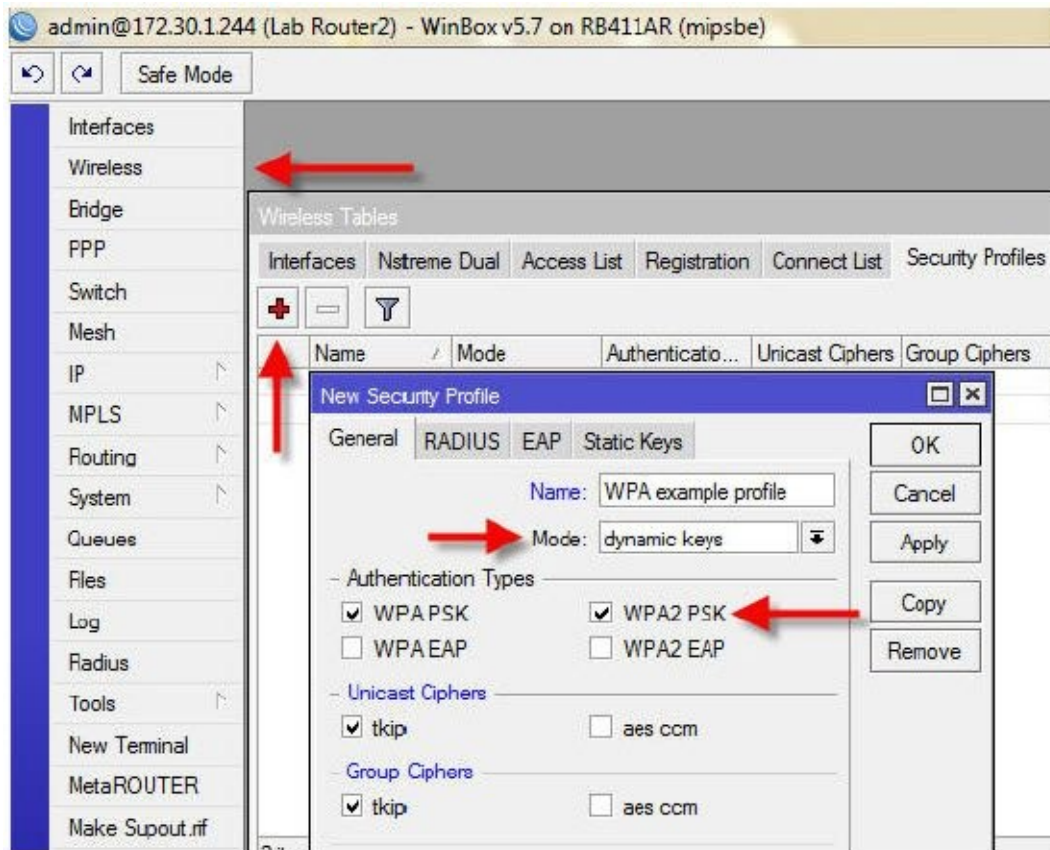 admin@172.30.1.244 (Lab Router2) - WinBox v5.7 on RB411AR (mipsbe)
Safe Mode
Interfaces
Wireless
Bridge
PPP
Switch
Mesh
IP
MPLS
Routing
System
Queues
Files
Log
Radius
Tools
New Terminal
MetaROUTER
Make Supout.rif
Wireless Tables
Interfaces Nstreme Dual Access List Registration Connect List Security Profiles
Name / Mode Authenticatio... Unicast Ciphers Group Ciphers
New Security Profile
General RADIUS EAP Static Keys
Name: WPA example profile
Mode: dynamic keys
Authentication Types
WPA PSK WPA2 PSK
WPA EAP WPA2 EAP
Unicast Ciphers
tkip aes ccm
Group Ciphers
tkip aes ccm
OK
Cancel
Apply
Copy
Remove